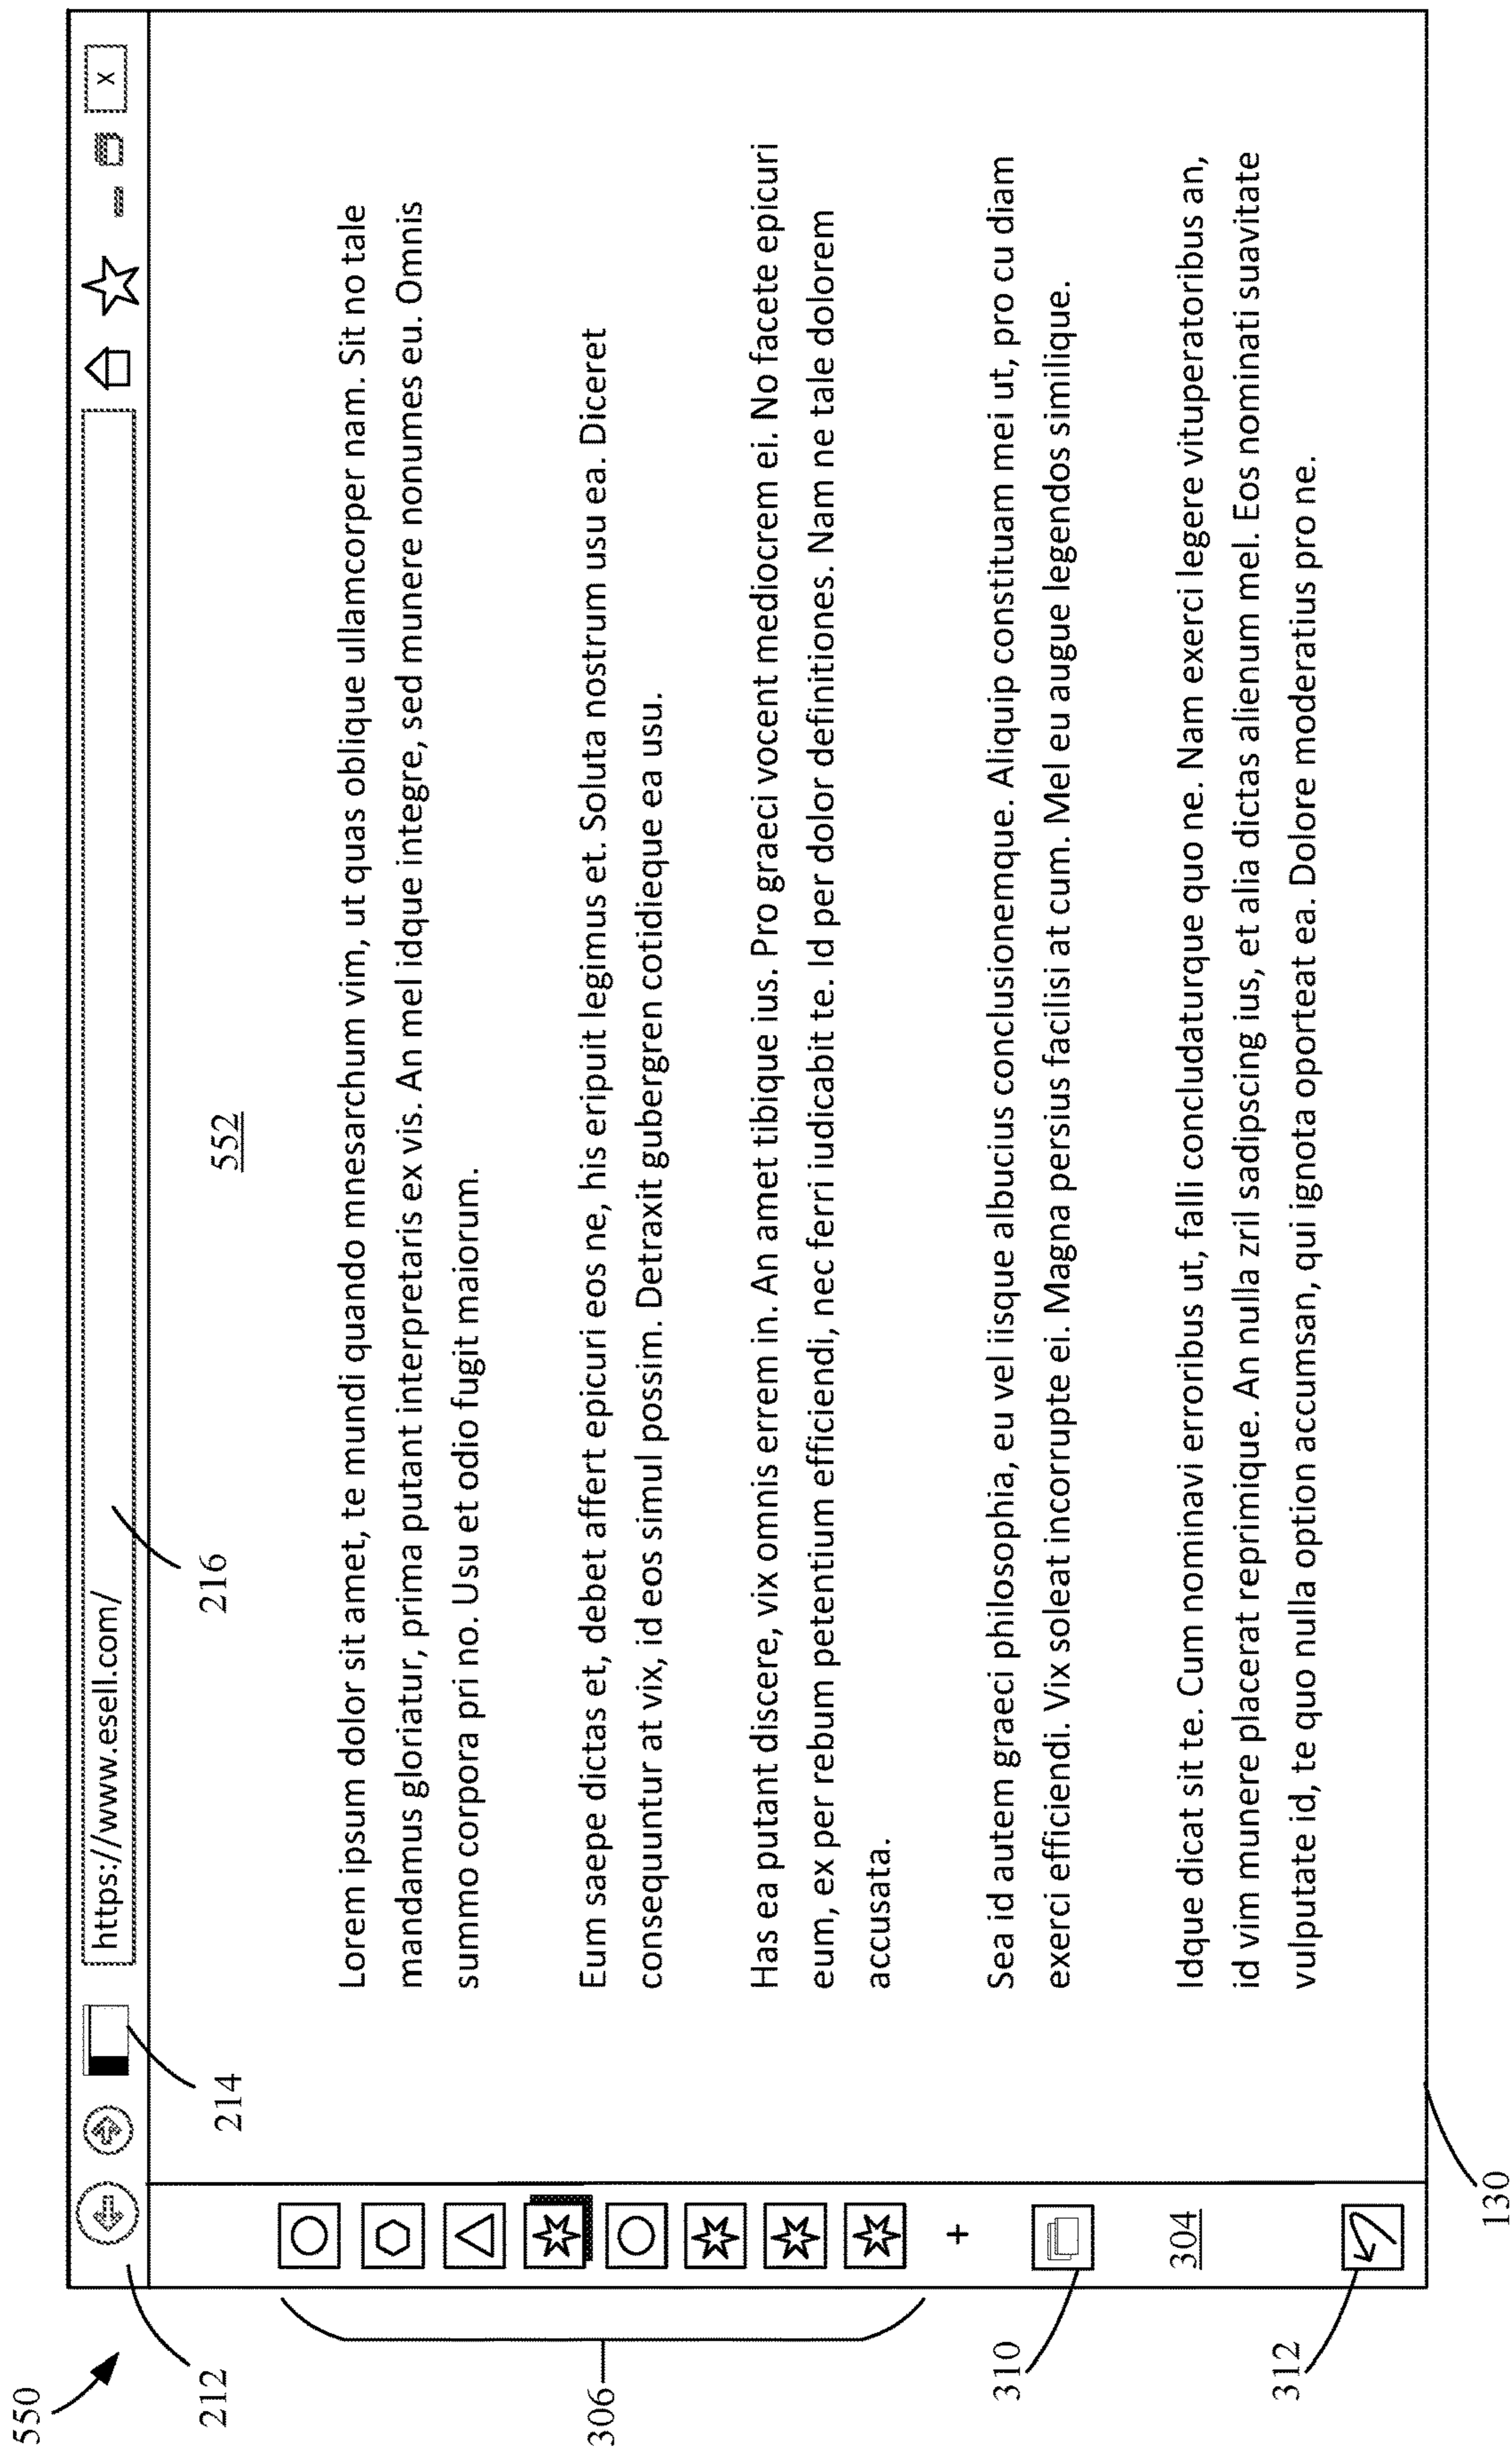 550
212
214
https://www.esell.com/
216
X
552
Lorem ipsum dolor sit amet, te mundi quando mnesarchum vim, ut quas oblique ullamcorper nam. Sit no tale
mandamus gloriatur, prima putant interpretaris ex vis. An mel idque integre, sed munere nonumes eu. Omnis
summo corpora pri no. Usu et odio fugit maiorum.
Eum saepe dictas et, debet affert epicuri eos ne, his eripuit legimus et. Soluta nostrum usu ea. Diceret
consequuntur at vix, id eos simul possim. Detraxit gubergren cotidieque ea usu.
Has ea putant discere, vix omnis errem in. An amet tibique ius. Pro graeci vocent mediocrem ei. No facete epicuri
eum, ex per rebum petentium efficiendi, nec ferri iudicabit te. Id per dolor definitiones. Nam ne tale dolorem
accusata.
Sea id autem graeci philosophia, eu vel iisque albucius conclusionemque. Aliquip constituam mei ut, pro cu diam
exerci efficiendi. Vix soleat incorrupte ei. Magna persius facilisi at cum. Mel eu augue legendos similique.
Idque dicat sit te. Cum nominavi erroribus ut, falli concludaturque quo ne. Nam exerci legere vituperatoribus an,
id vim munere placerat reprimique. An nulla zril sadipscing ius, et alia dictas alienum mel. Eos nominati suavitate
vulputate id, te quo nulla option accumsan, qui ignota oporteat ea. Dolore moderatius pro ne.
306
+
310
304
312
130